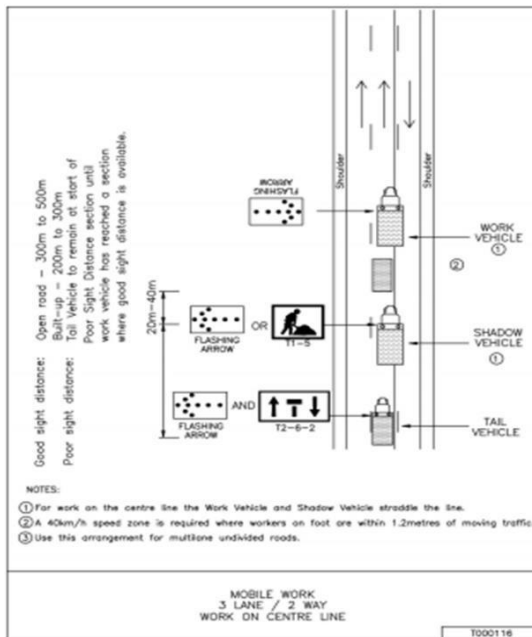 Shoulder
Shoulder
FLASHING
ARROW
WORK
VEHICLE
①
②
Good sight distance: Open road – 300m to 500m
Built-up – 200m to 300m
Poor sight distance: Tail Vehicle to remain at start of
Poor Sight Distance section until
work vehicle has reached a section
where good sight distance is available.
20m–40m
FLASHING
ARROW
OR
T1-5
SHADOW
VEHICLE
①
FLASHING
ARROW
AND
T2-6-2
TAIL
VEHICLE
NOTES:
① For work on the centre line the Work Vehicle and Shadow Vehicle straddle the line.
② A 40km/h speed zone is required where workers on foot are within 1.2metres of moving traffic
③ Use this arrangement for multilane undivided roads.
MOBILE WORK
3 LANE / 2 WAY
WORK ON CENTRE LINE
T000116